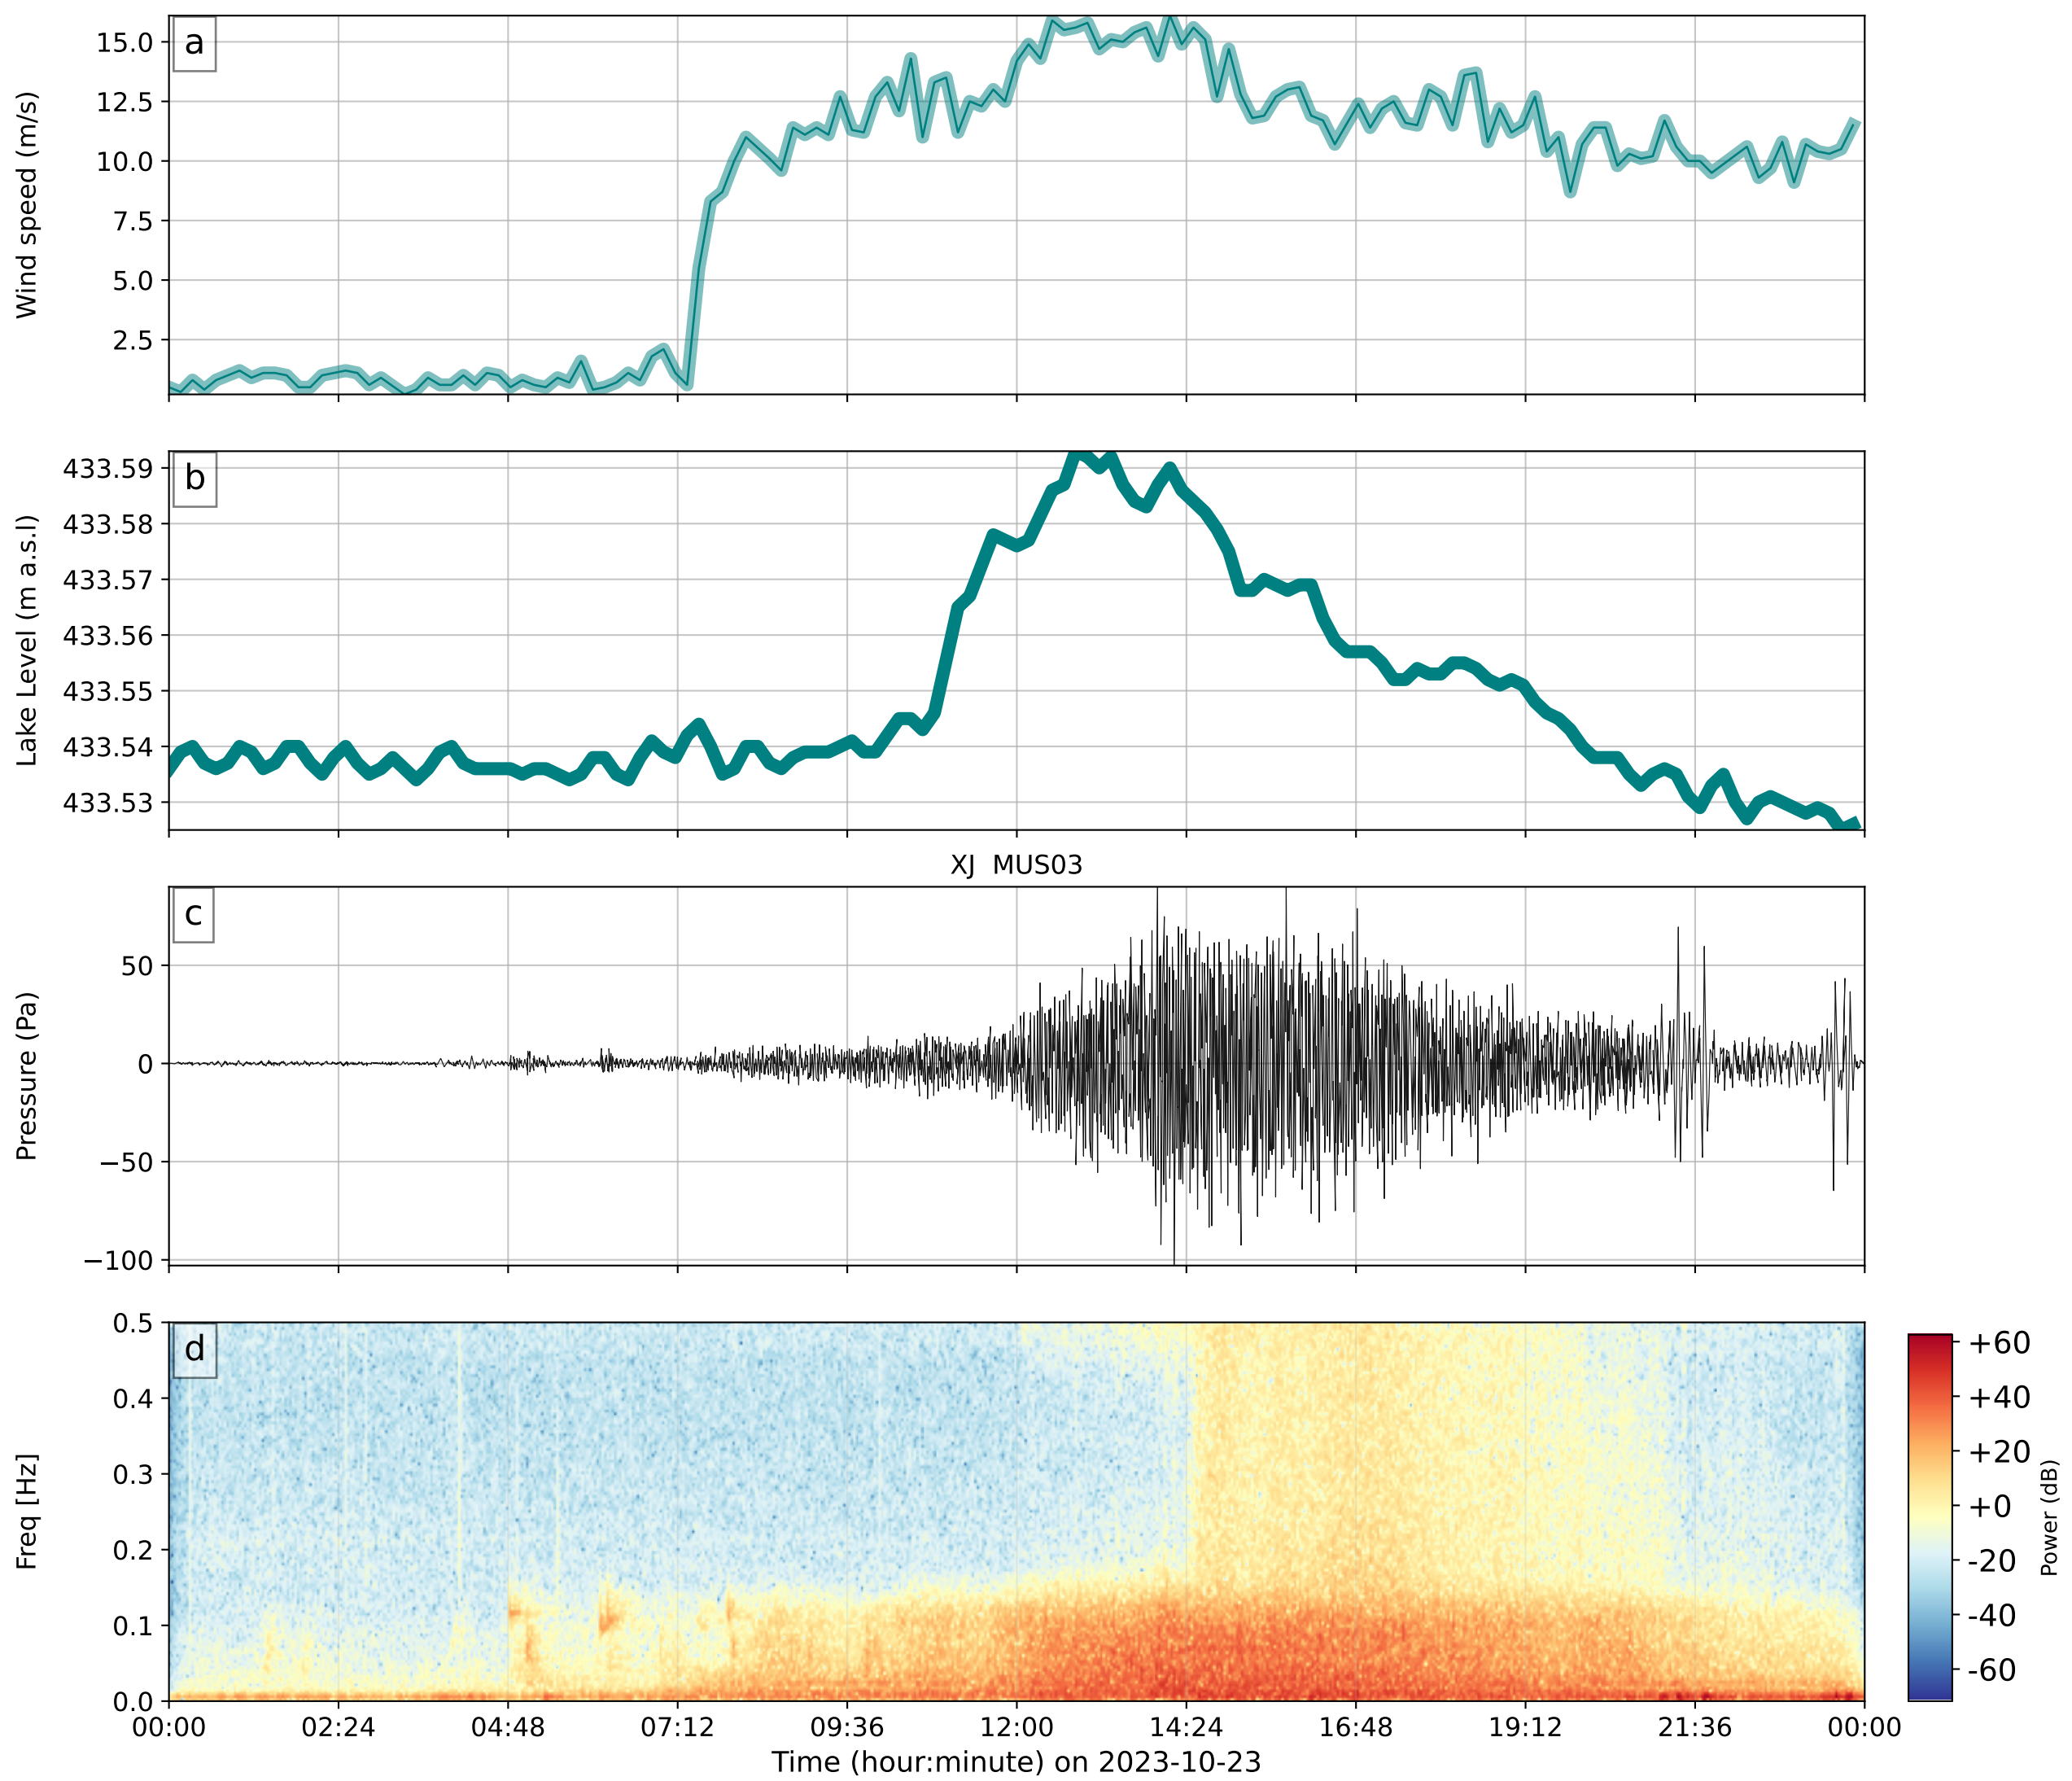 a
15.0
12.5
10.0
7.5
5.0
2.5
Wind speed (m/s)
b
433.59
433.58
433.57
433.56
433.55
433.54
433.53
Lake Level (m a.s.l)
XJ  MUS03
c
50
0
−50
−100
Pressure (Pa)
d
0.5
0.4
0.3
0.2
0.1
0.0
Freq [Hz]
00:00 02:24 04:48 07:12 09:36 12:00 14:24 16:48 19:12 21:36 00:00
Time (hour:minute) on 2023-10-23
+60
+40
+20
+0
-20
-40
-60
Power (dB)